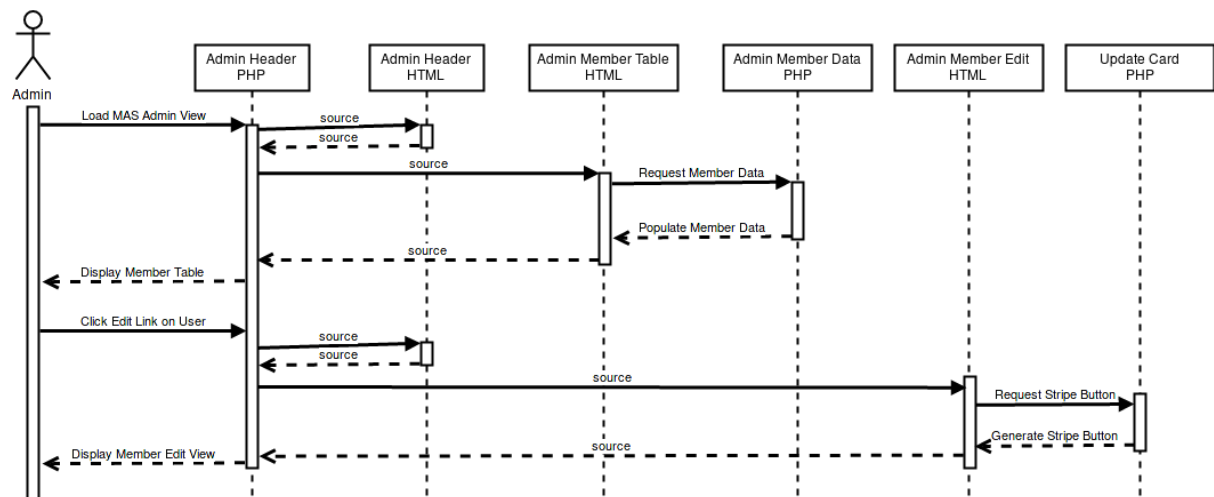 Admin Header
PHP
Admin Header
HTML
Admin Member Table
HTML
Admin Member Data
PHP
Admin Member Edit
HTML
Update Card
PHP
Admin
Load MAS Admin View
source
source
source
Request Member Data
Populate Member Data
source
Display Member Table
Click Edit Link on User
source
source
source
Request Stripe Button
Generate Stripe Button
source
Display Member Edit View